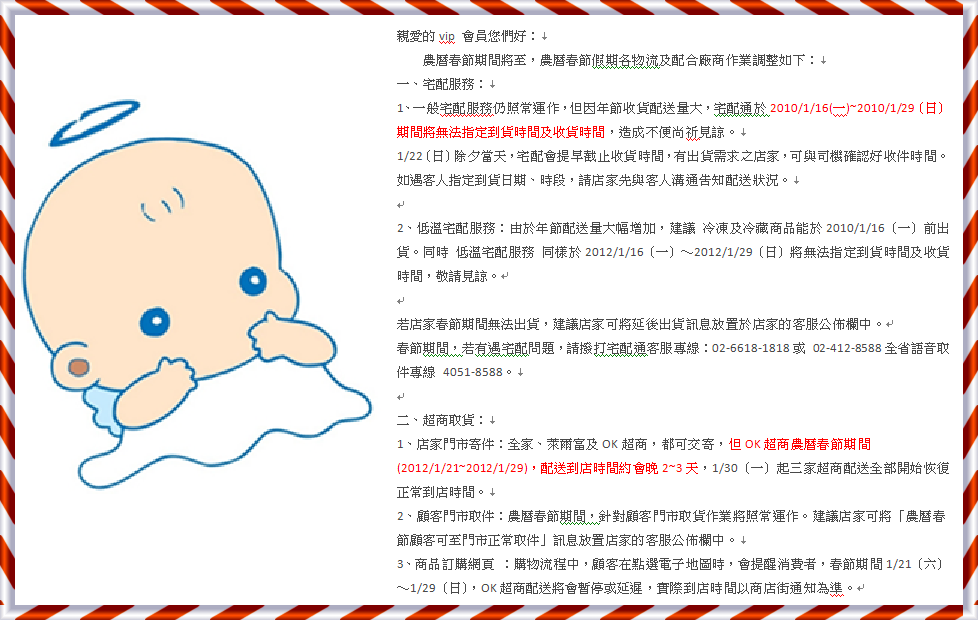 親愛的 vip 會員您們好：
農曆春節期間將至，農曆春節假期各物流及配合廠商作業調整如下：
一、宅配服務：
1、一般宅配服務仍照常運作，但因年節收貨配送量大，宅配通於 2010/1/16(一)~2010/1/29〔日〕
期間將無法指定到貨時間及收貨時間，造成不便尚祈見諒。
1/22〔日〕除夕當天，宅配會提早截止收貨時間，有出貨需求之店家，可與司機確認好收件時間。
如遇客人指定到貨日期、時段，請店家先與客人溝通告知配送狀況。
2、低溫宅配服務：由於年節配送量大幅增加，建議 冷凍及冷藏商品能於 2010/1/16〔一〕前出
貨。同時 低溫宅配服務 同樣於 2012/1/16〔一〕～2012/1/29〔日〕將無法指定到貨時間及收貨
時間，敬請見諒。
若店家春節期間無法出貨，建議店家可將延後出貨訊息放置於店家的客服公佈欄中。
春節期間，若有遇宅配問題，請撥打宅配通客服專線：02-6618-1818 或 02-412-8588 全省語音取
件專線 4051-8588。
二、超商取貨：
1、店家門市寄件：全家、萊爾富及 OK 超商，都可交寄，但 OK 超商農曆春節期間
(2012/1/21~2012/1/29)，配送到店時間約會晚 2~3 天，1/30〔一〕起三家超商配送全部開始恢復
正常到店時間。
2、顧客門市取件：農曆春節期間，針對顧客門市取貨作業將照常運作。建議店家可將「農曆春
節顧客可至門市正常取件」訊息放置店家的客服公佈欄中。
3、商品訂購網頁 ：購物流程中，顧客在點選電子地圖時，會提醒消費者，春節期間 1/21〔六〕
～1/29〔日〕，OK 超商配送將會暫停或延遲，實際到店時間以商店街通知為準。